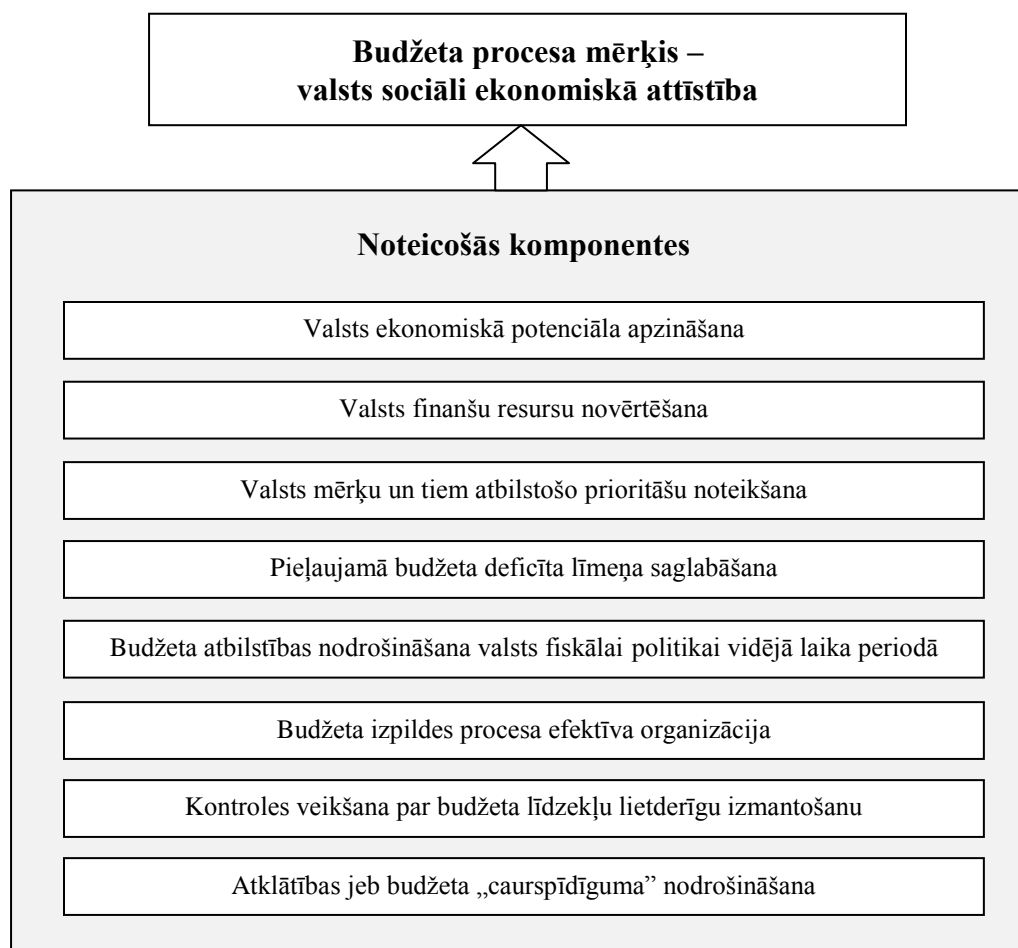 Budžeta procesa mērķis –
valsts sociāli ekonomiskā attīstība
Noteicošās komponentes
Valsts ekonomiskā potenciāla apzināšana
Valsts finanšu resursu novērtēšana
Valsts mērķu un tiem atbilstošo prioritāšu noteikšana
Pieļaujamā budžeta deficīta līmeņa saglabāšana
Budžeta atbilstības nodrošināšana valsts fiskālai politikai vidējā laika periodā
Budžeta izpildes procesa efektīva organizācija
Kontroles veikšana par budžeta līdzekļu lietderīgu izmantošanu
Atklātības jeb budžeta „caurspīdīguma” nodrošināšana